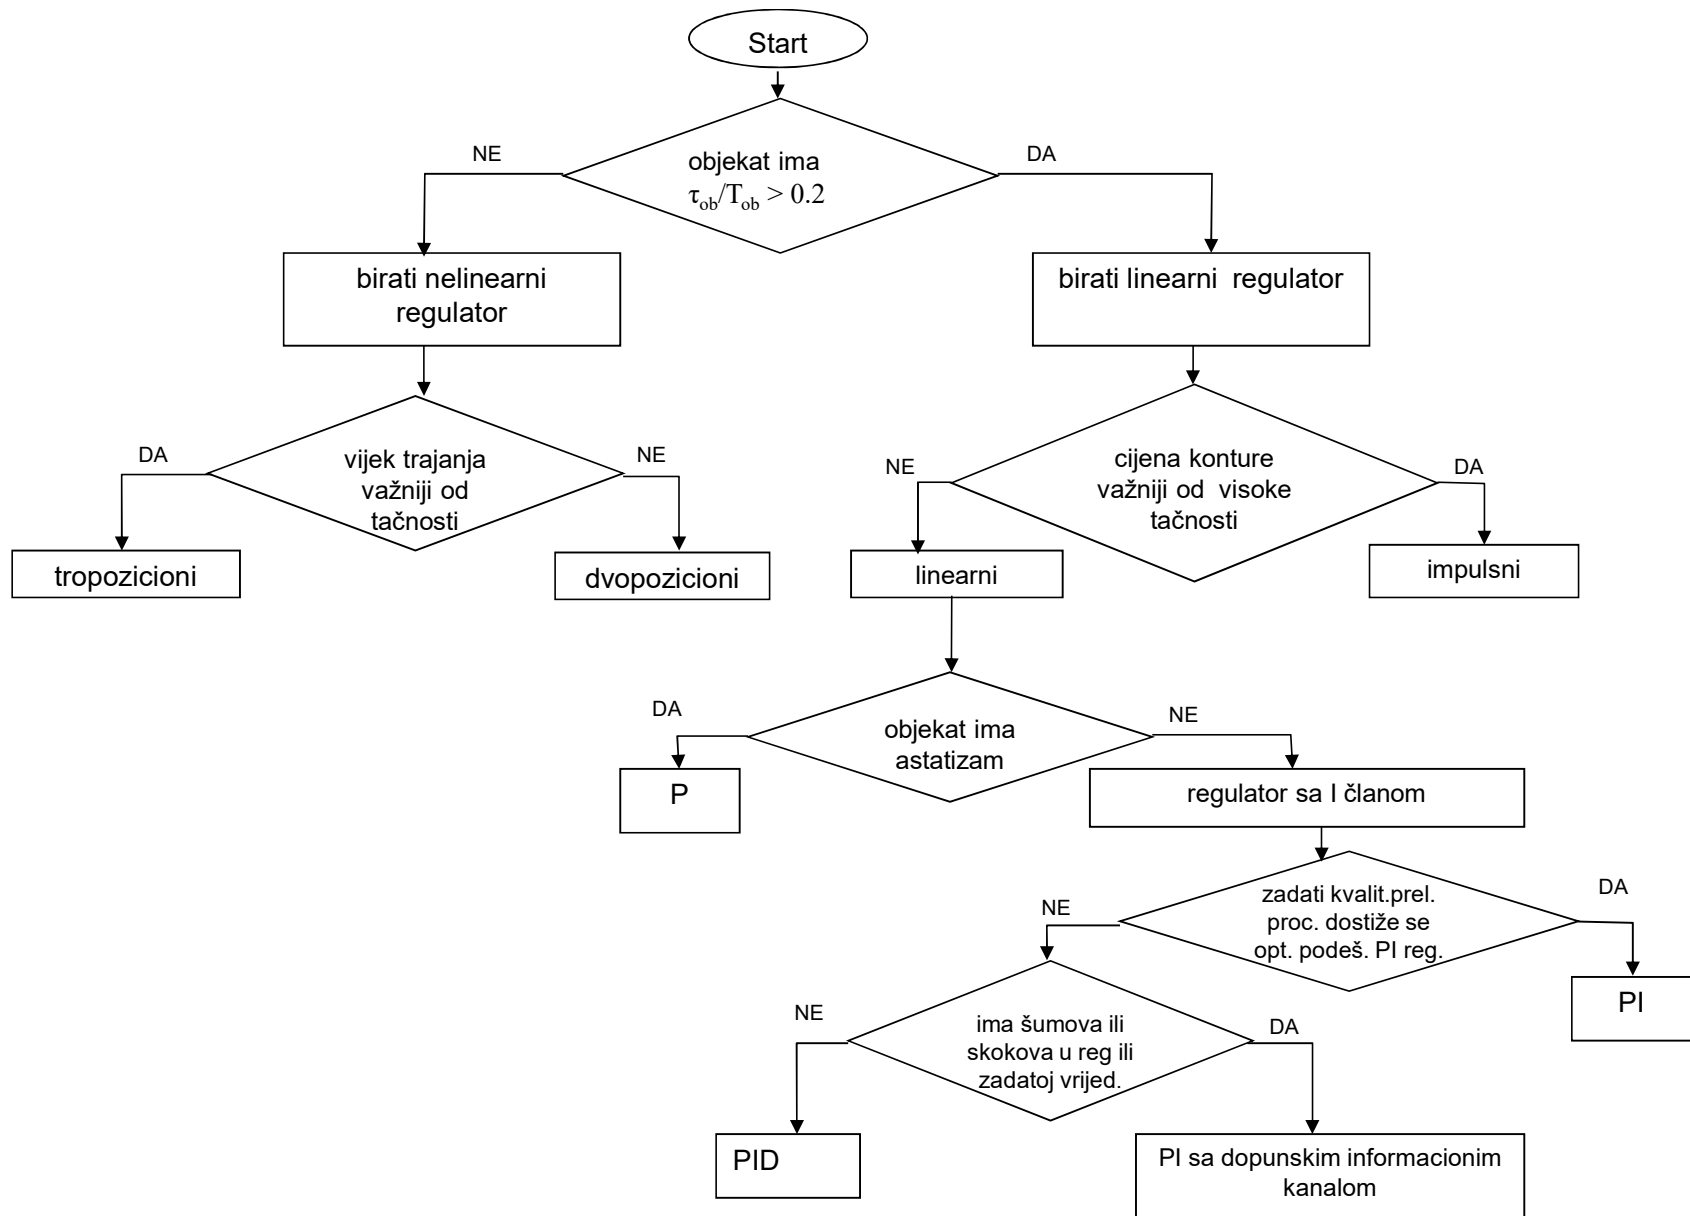 Start
NE
DA
objekat ima
τob/Tob > 0.2
birati nelinearni
regulator
birati linearni regulator
DA
NE
vijek trajanja
važniji od
tačnosti
NE
DA
cijena konture
važniji od visoke
tačnosti
tropozicioni
dvopozicioni
linearni
impulsni
DA
NE
objekat ima
astatizam
P
regulator sa I članom
NE
DA
zadati kvalit.prel.
proc. dostiže se
opt. podeš. PI reg.
PI
NE
DA
ima šumova ili
skokova u reg ili
zadatoj vrijed.
PID
PI sa dopunskim informacionim
kanalom